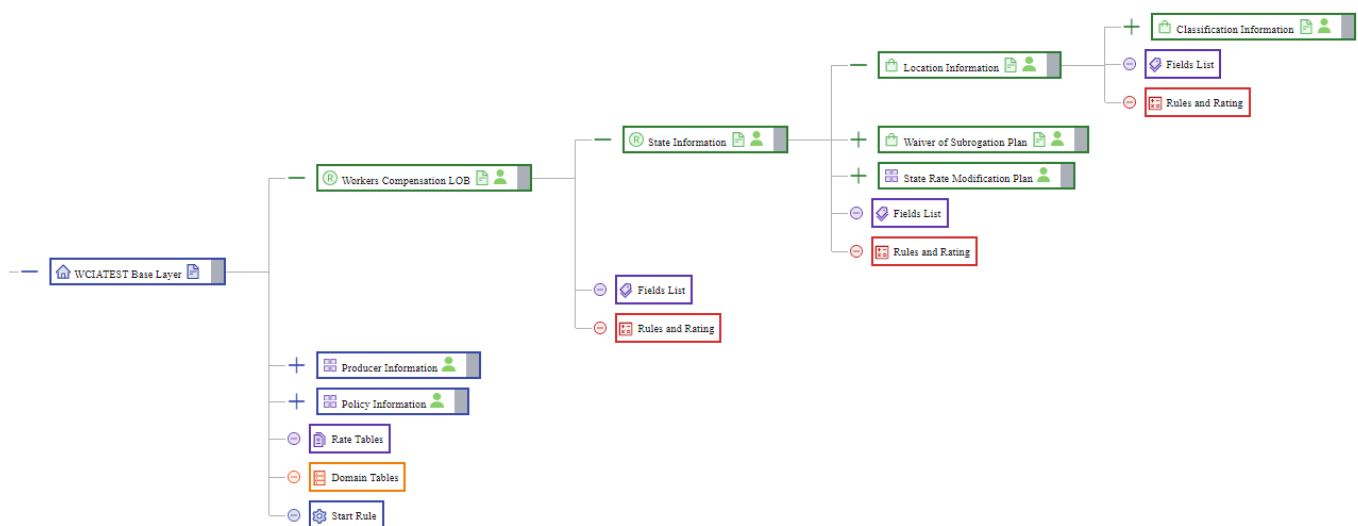 Classification Information
Location Information
Fields List
Rules and Rating
State Information
Waiver of Subrogation Plan
Workers Compensation LOB
State Rate Modification Plan
Fields List
Rules and Rating
WCIATEST Base Layer
Fields List
Rules and Rating
Producer Information
Policy Information
Rate Tables
Domain Tables
Start Rule